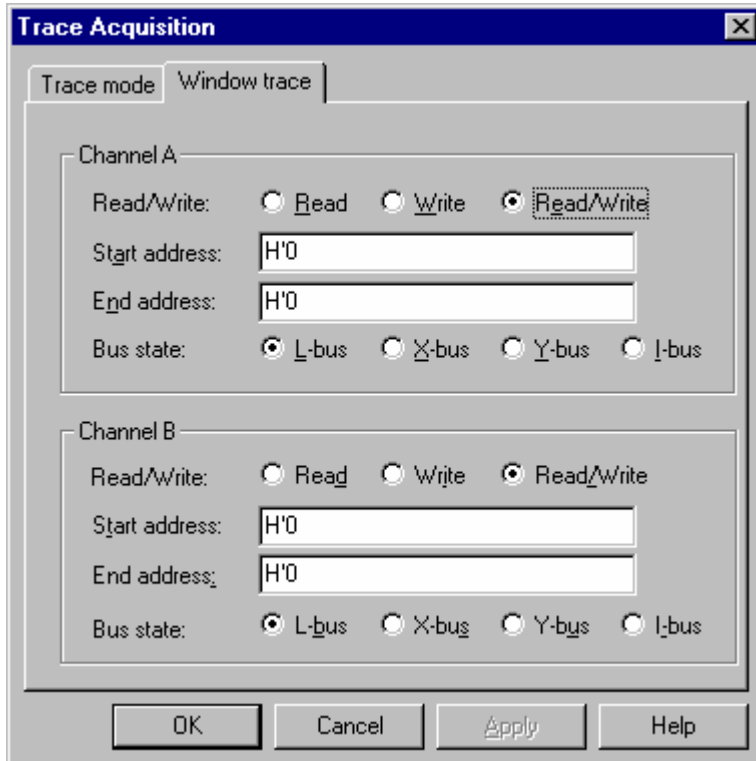 Trace Acquisition
Trace mode Window trace
Channel A
Read/Write: Read Write Read/Write
Start address: H'0
End address: H'0
Bus state: L-bus X-bus Y-bus I-bus
Channel B
Read/Write: Read Write Read/Write
Start address: H'0
End address: H'0
Bus state: L-bus X-bus Y-bus I-bus
OK Cancel Apply Help